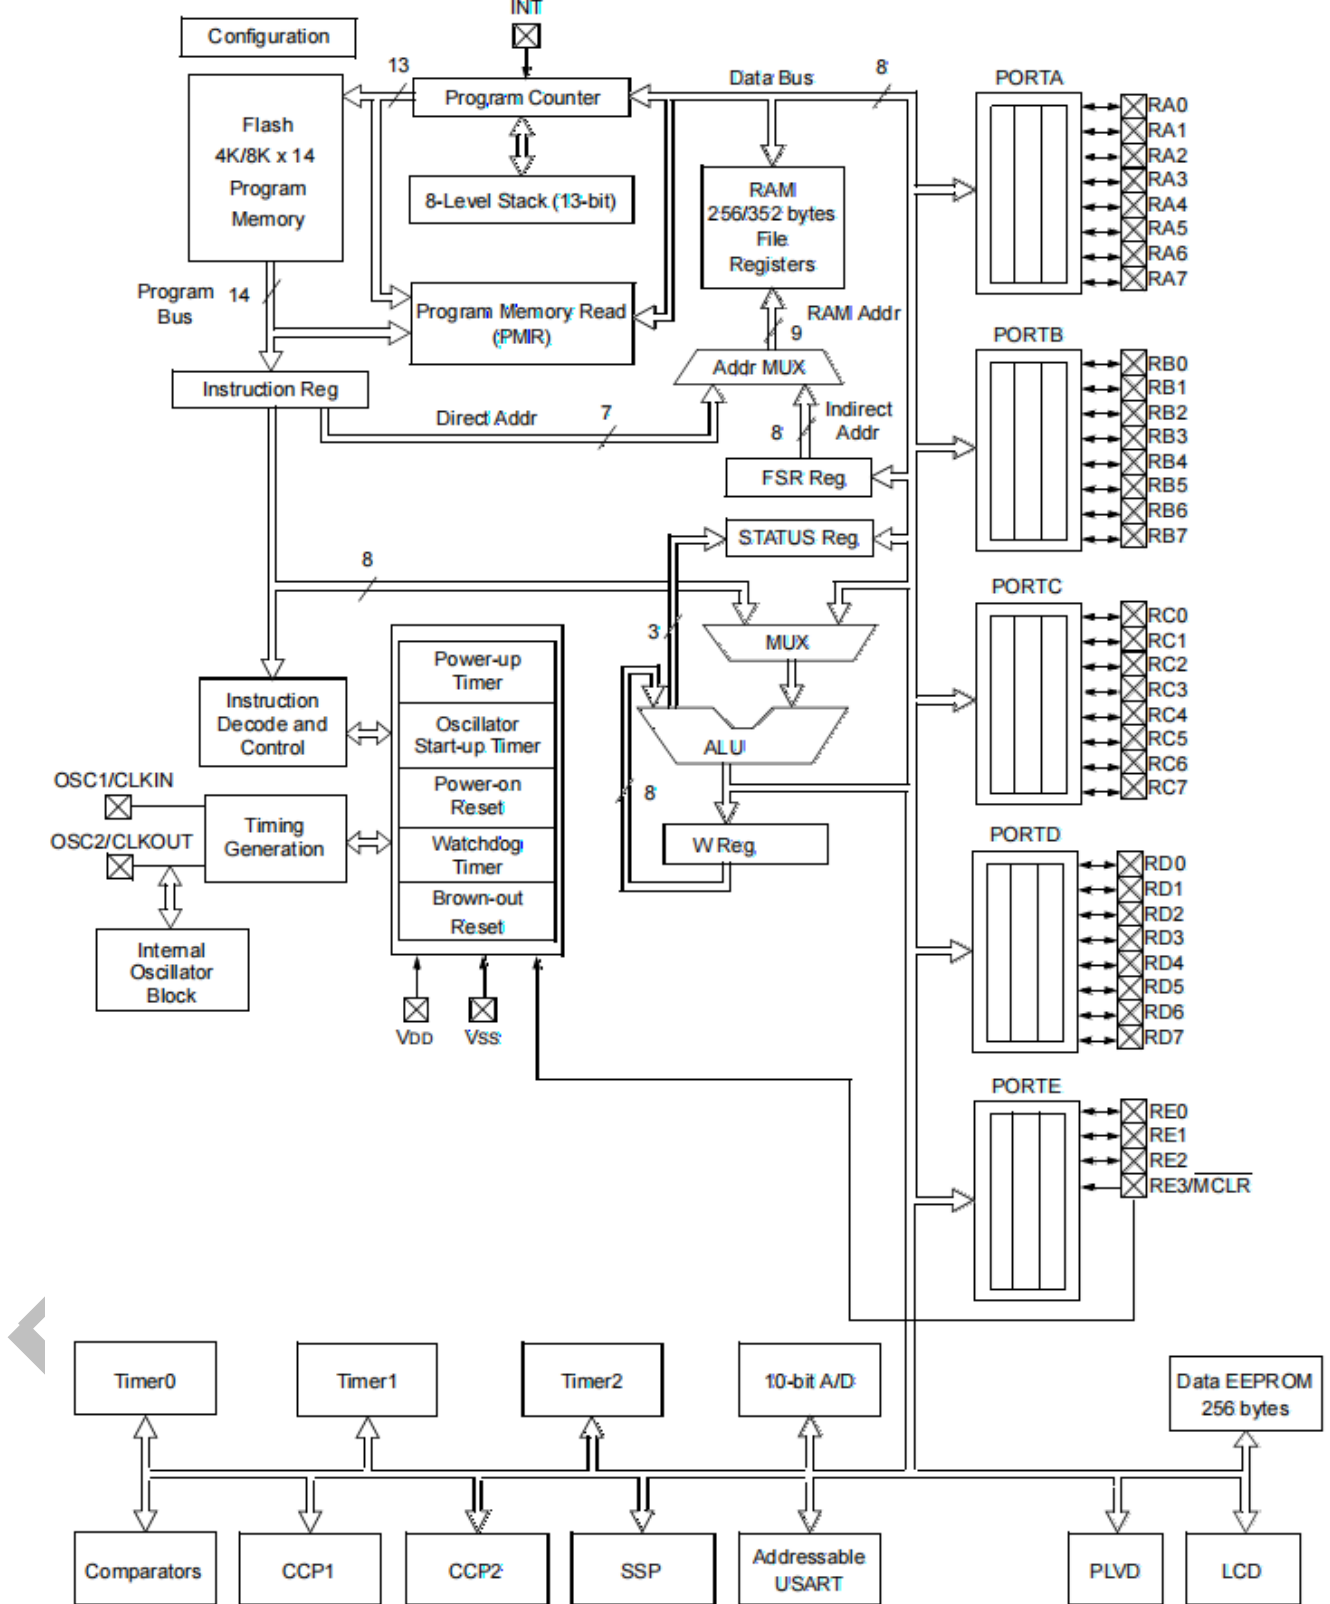 INT
Configuration
13
Program Counter
Data Bus
8
PORTA
Flash
4K/8K x 14
Program
Memory
8-Level Stack (13-bit)
RAM
256/352 bytes
File
Registers
RA0
RA1
RA2
RA3
RA4
RA5
RA6
RA7
Program
Bus
14
Program Memory Read
(PMR)
RAM Addr
9
PORTB
Addr MUX
Instruction Reg
Direct Addr
7
Indirect
Addr
8
FSR Reg
RB0
RB1
RB2
RB3
RB4
RB5
RB6
RB7
STATUS Reg
8
PORTC
3
MUX
RC0
RC1
RC2
RC3
RC4
RC5
RC6
RC7
Power-up
Timer
Instruction
Decode and
Control
Oscillator
Start-up Timer
ALU
OSC1/CLKIN
Power-on
Reset
8
OSC2/CLKOUT
Timing
Generation
Watchdog
Timer
W Reg
PORTD
Brown-out
Reset
RD0
RD1
RD2
RD3
RD4
RD5
RD6
RD7
Internal
Oscillator
Block
VDD
VSS
PORTE
RE0
RE1
RE2
RE3/MCLR
Timer0
Timer1
Timer2
10-bit A/D
Data EEPROM
256 bytes
Comparators
CCP1
CCP2
SSP
Addressable
USART
PLVD
LCD